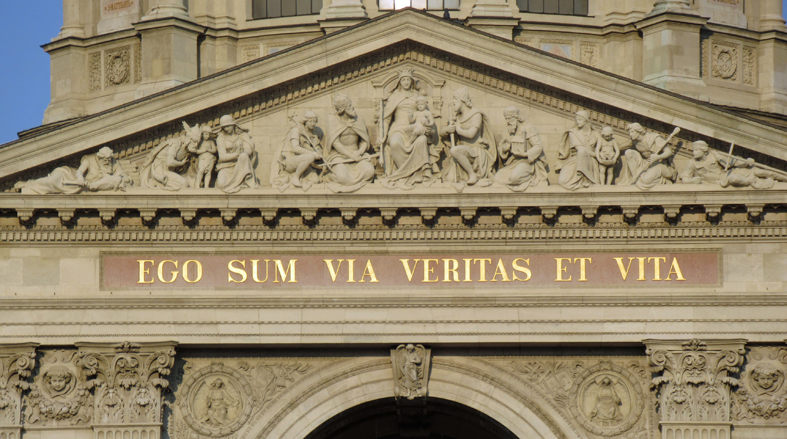 EGO SUM VIA VERITAS ET VITA